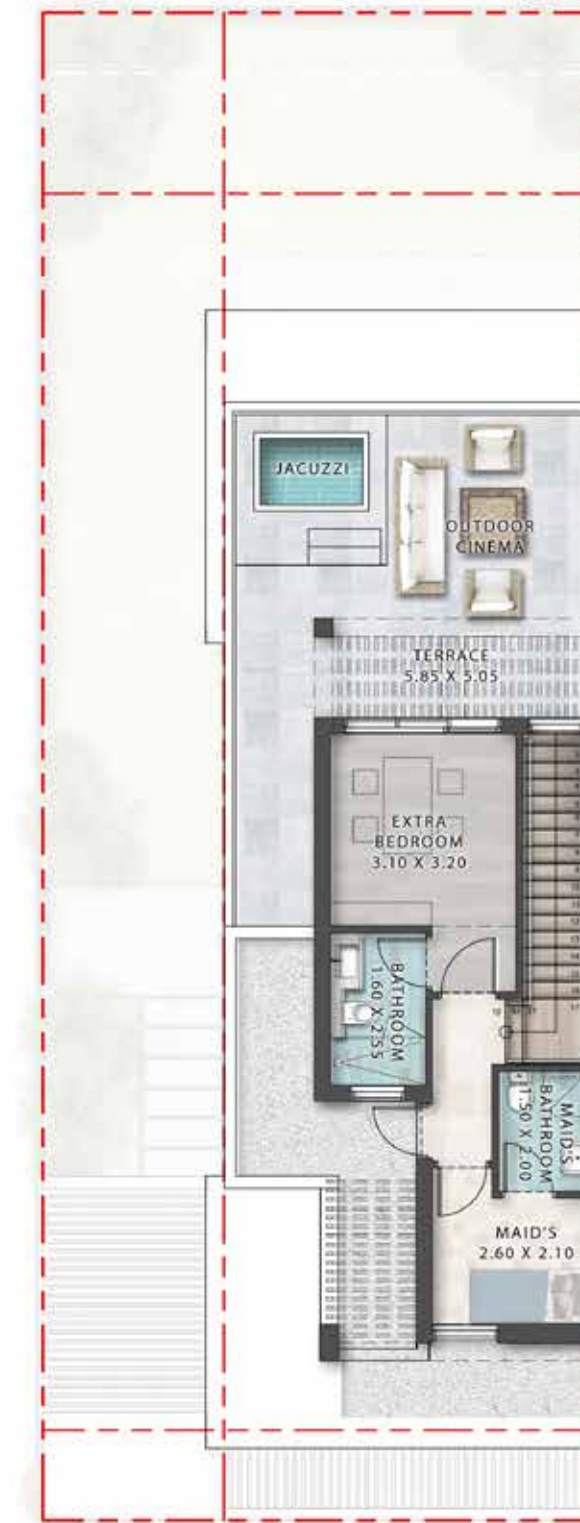 JACUZZI
OUTDOOR
CINEMA
TERRACE
5.85 X 5.05
EXTRA
BEDROOM
3.10 X 3.20
BATHROOM
1.60 X 2.55
MAID'S
BATHROOM
1.50 X 2.00
MAID'S
2.60 X 2.10